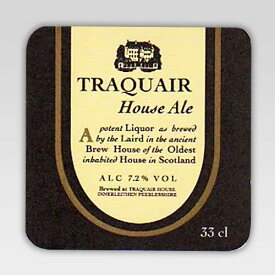 TRAQUAIR
House Ale
A potent Liquor as brewed
by the Laird in the ancient
Brew House of the Oldest
inhabited House in Scotland
ALC 7.2% VOL
Brewed at TRAQUAIR HOUSE
INNERLEITHEN PEEBLESSHIRE
33 cl